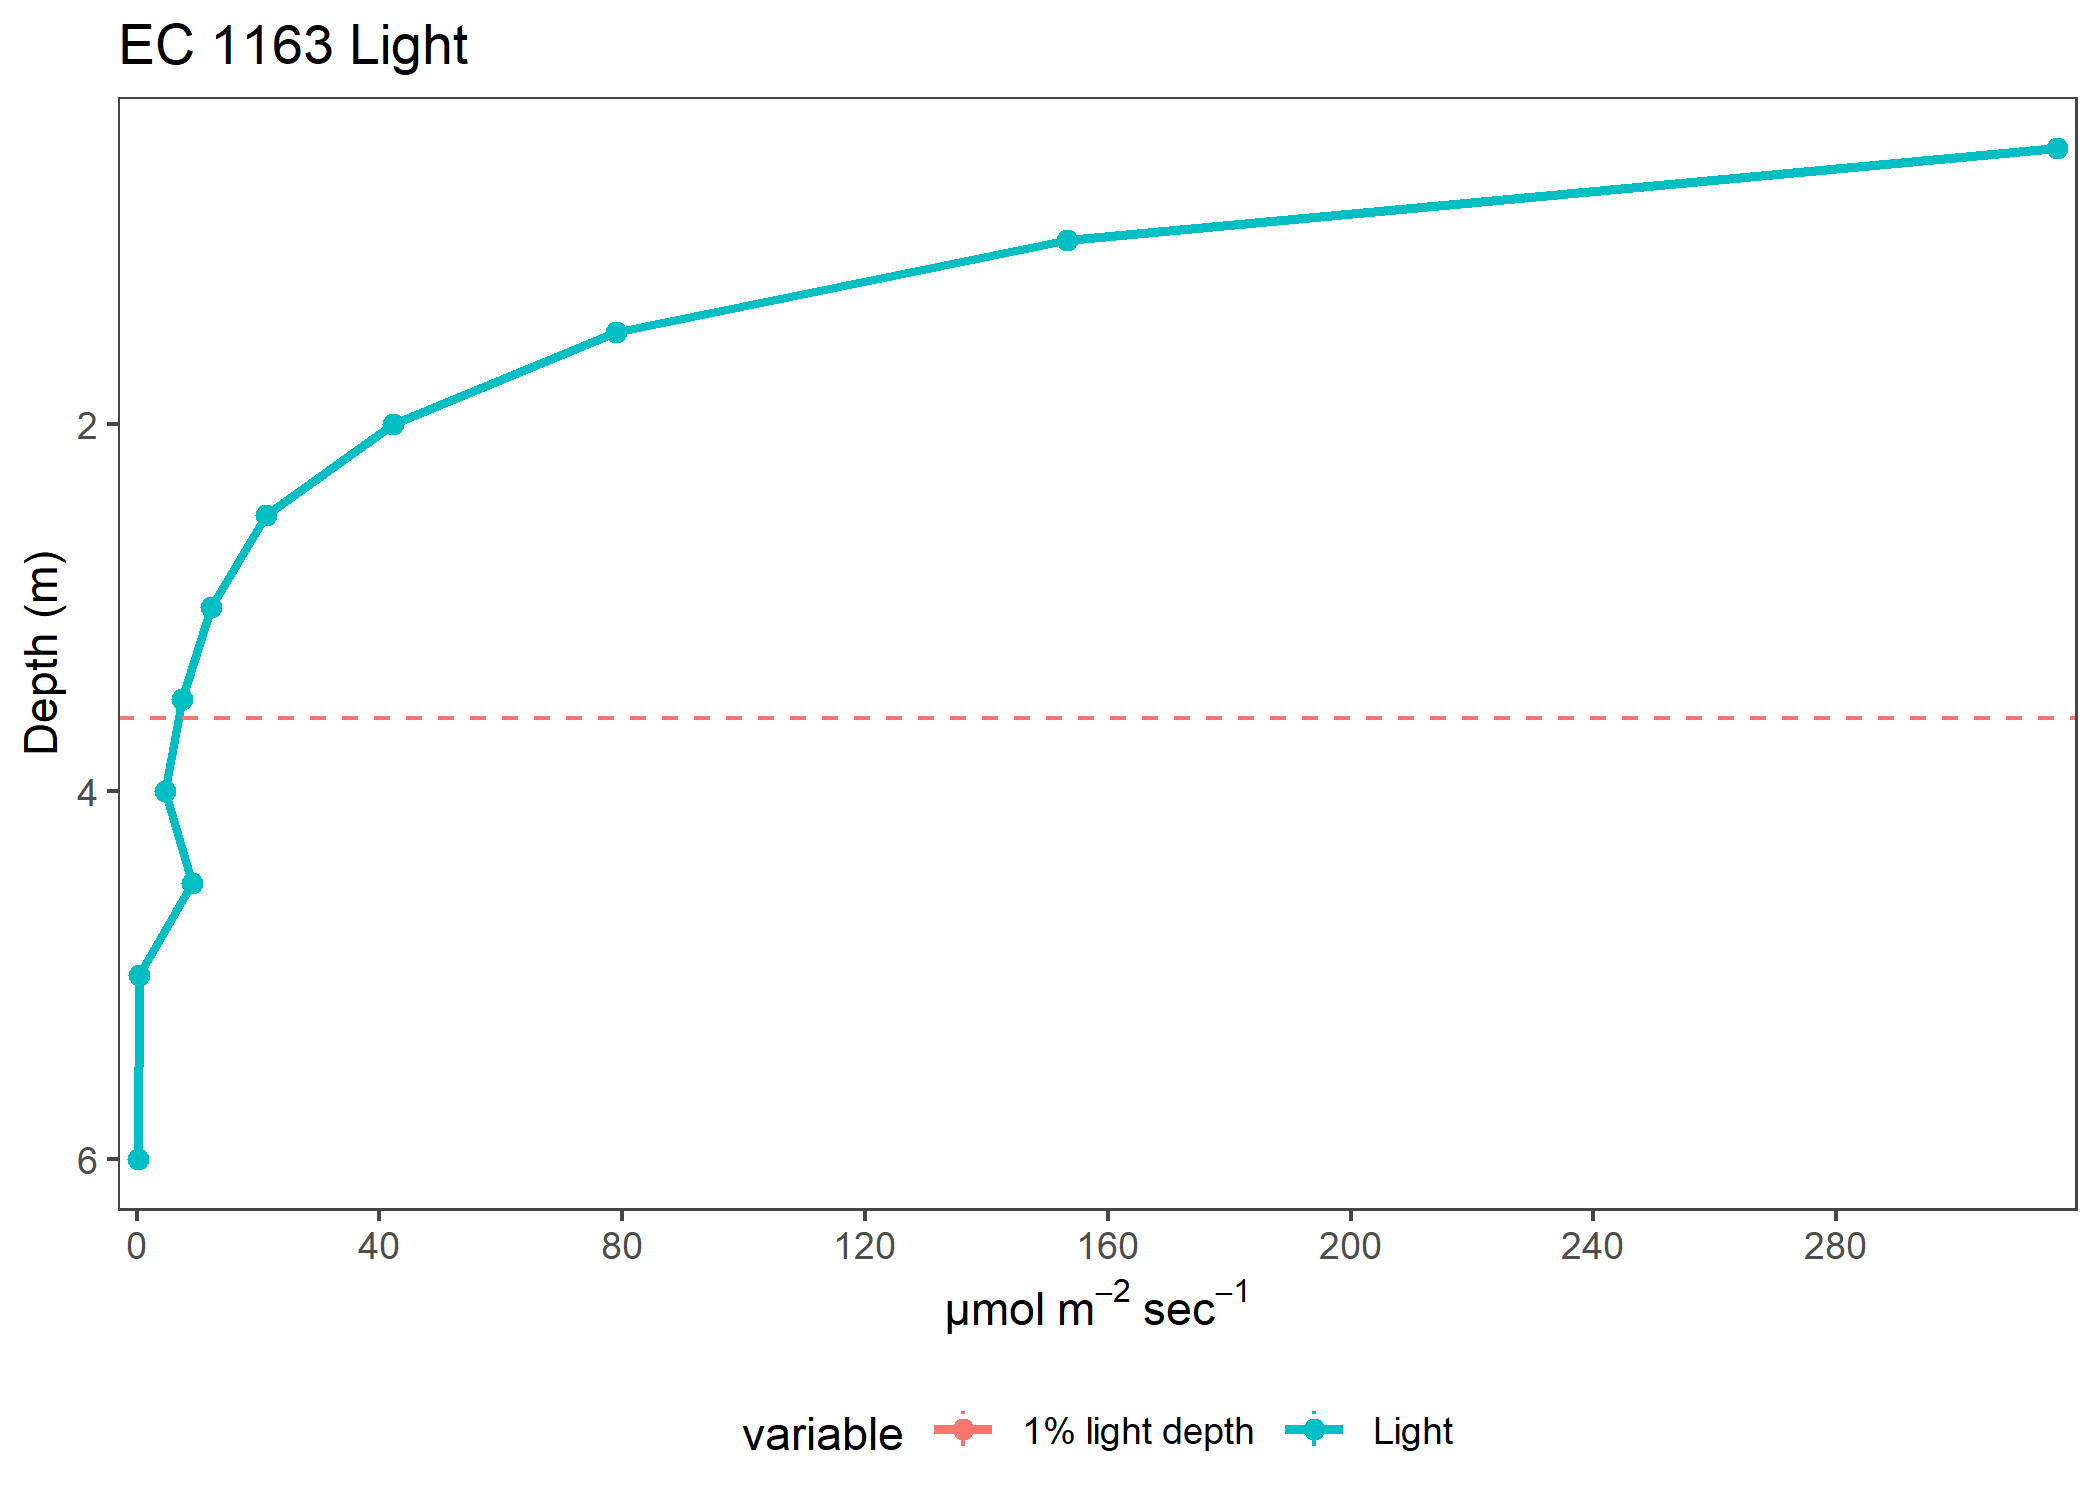 EC 1163 Light
Depth (m)
2
4
6
0 40 80 120 160 200 240 280
µmol m⁻² sec⁻¹
variable 1% light depth Light